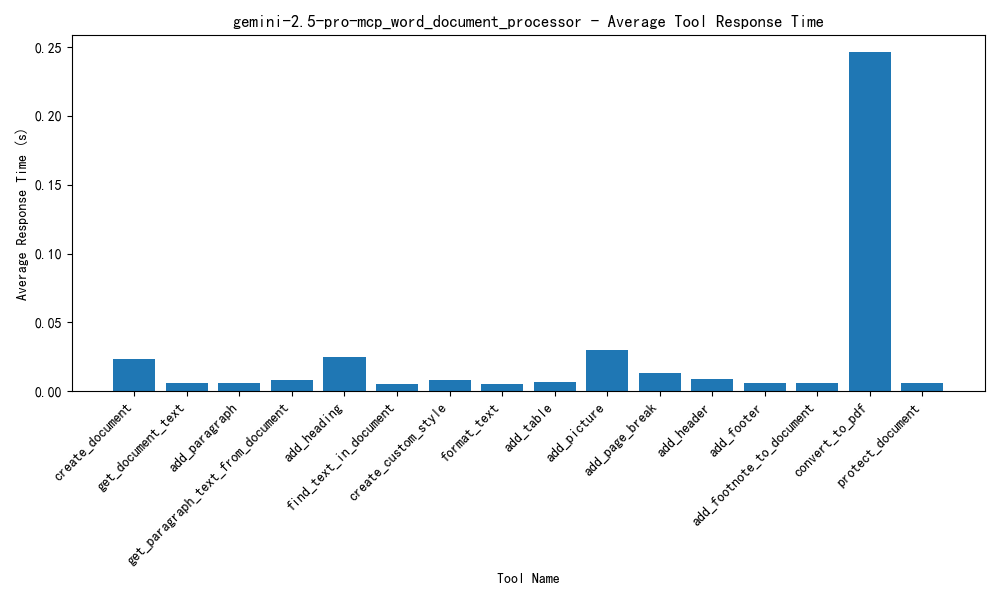 gemini-2.5-pro-mcp_word_document_processor - Average Tool Response Time
Average Response Time (s)
0.25
0.20
0.15
0.10
0.05
0.00
create_document
get_document_text
add_paragraph
get_paragraph_text_from_document
add_heading
find_text_in_document
create_custom_style
format_text
add_table
add_picture
add_page_break
add_header
add_footer
add_footnote_to_document
convert_to_pdf
protect_document
Tool Name